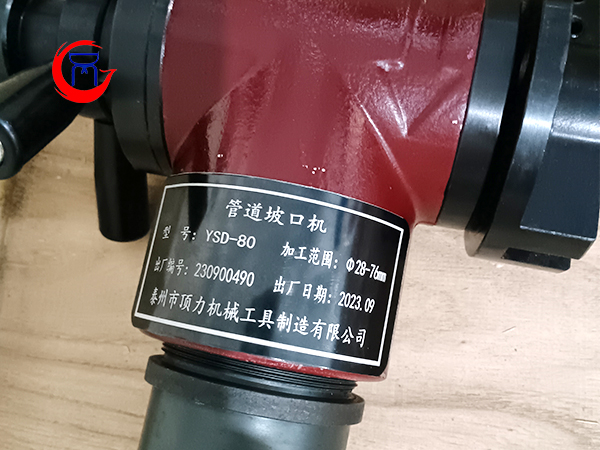 管道坡口机
型 号: YSD-80 加工范围: Φ28-76mm
出厂编号: 230900490 出厂日期: 2023.09
泰州市顶力机械工具制造有限公司